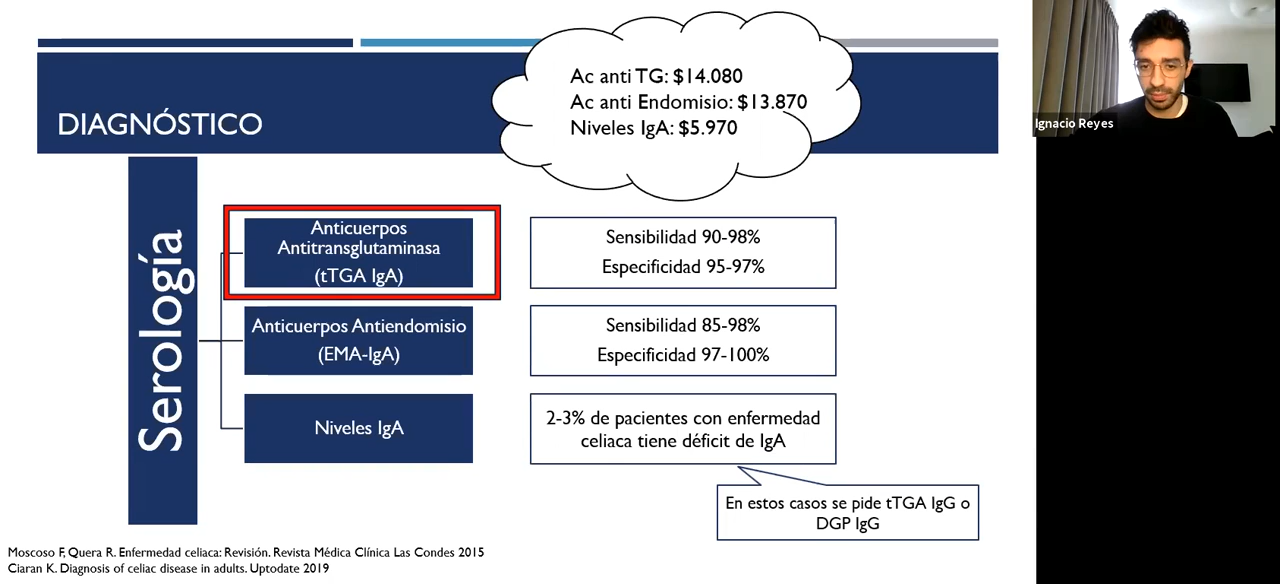 Ac anti TG: $14.080
Ac anti Endomisio: $13.870
Niveles IgA: $5.970
DIAGNÓSTICO
Ignacio Reyes
Serología
Anticuerpos
Antitransglutaminasa
(tTGA IgA)
Sensibilidad 90-98%
Especificidad 95-97%
Anticuerpos Antiendomisio
(EMA-IgA)
Sensibilidad 85-98%
Especificidad 97-100%
Niveles IgA
2-3% de pacientes con enfermedad
celiaca tiene déficit de IgA
En estos casos se pide tTGA IgG o
DGP IgG
Moscoso F, Quera R. Enfermedad celiaca: Revisión. Revista Médica Clínica Las Condes 2015
Ciaran K. Diagnosis of celiac disease in adults. Uptodate 2019